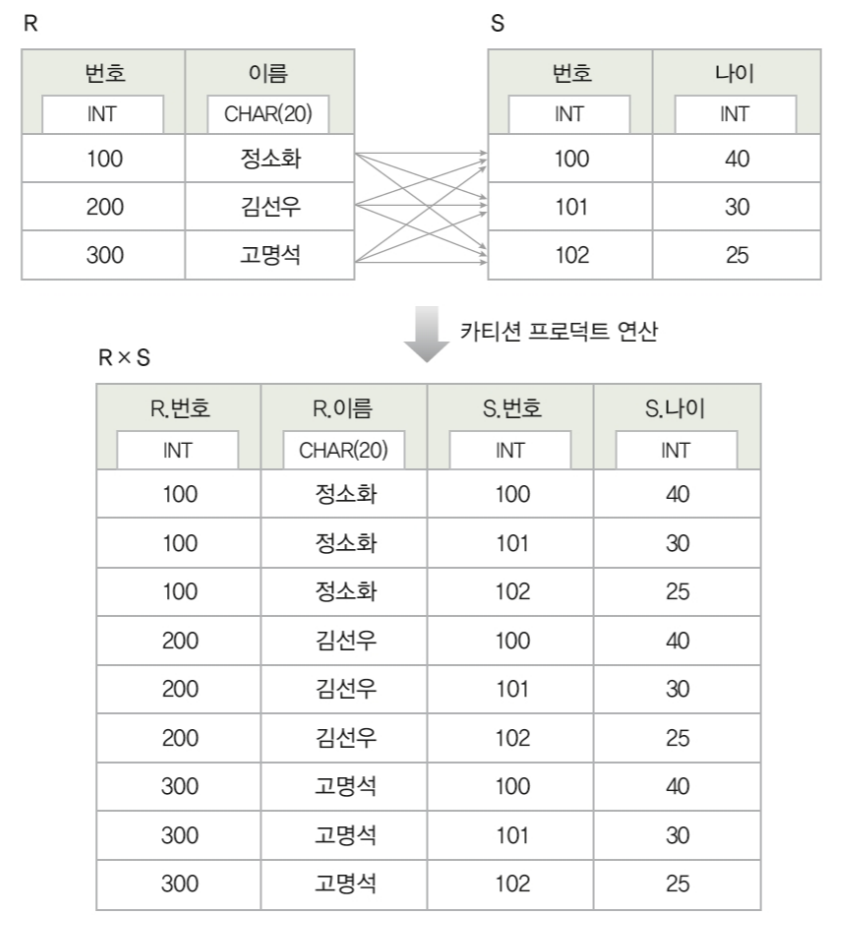 R S
번호 이름 번호 나이
INT CHAR(20) INT INT
100 정소화 100 40
200 김선우 101 30
300 고명석 102 25
카티션 프로덕트 연산
R×S
R.번호 R.이름 S.번호 S.나이
INT CHAR(20) INT INT
100 정소화 100 40
100 정소화 101 30
100 정소화 102 25
200 김선우 100 40
200 김선우 101 30
200 김선우 102 25
300 고명석 100 40
300 고명석 101 30
300 고명석 102 25